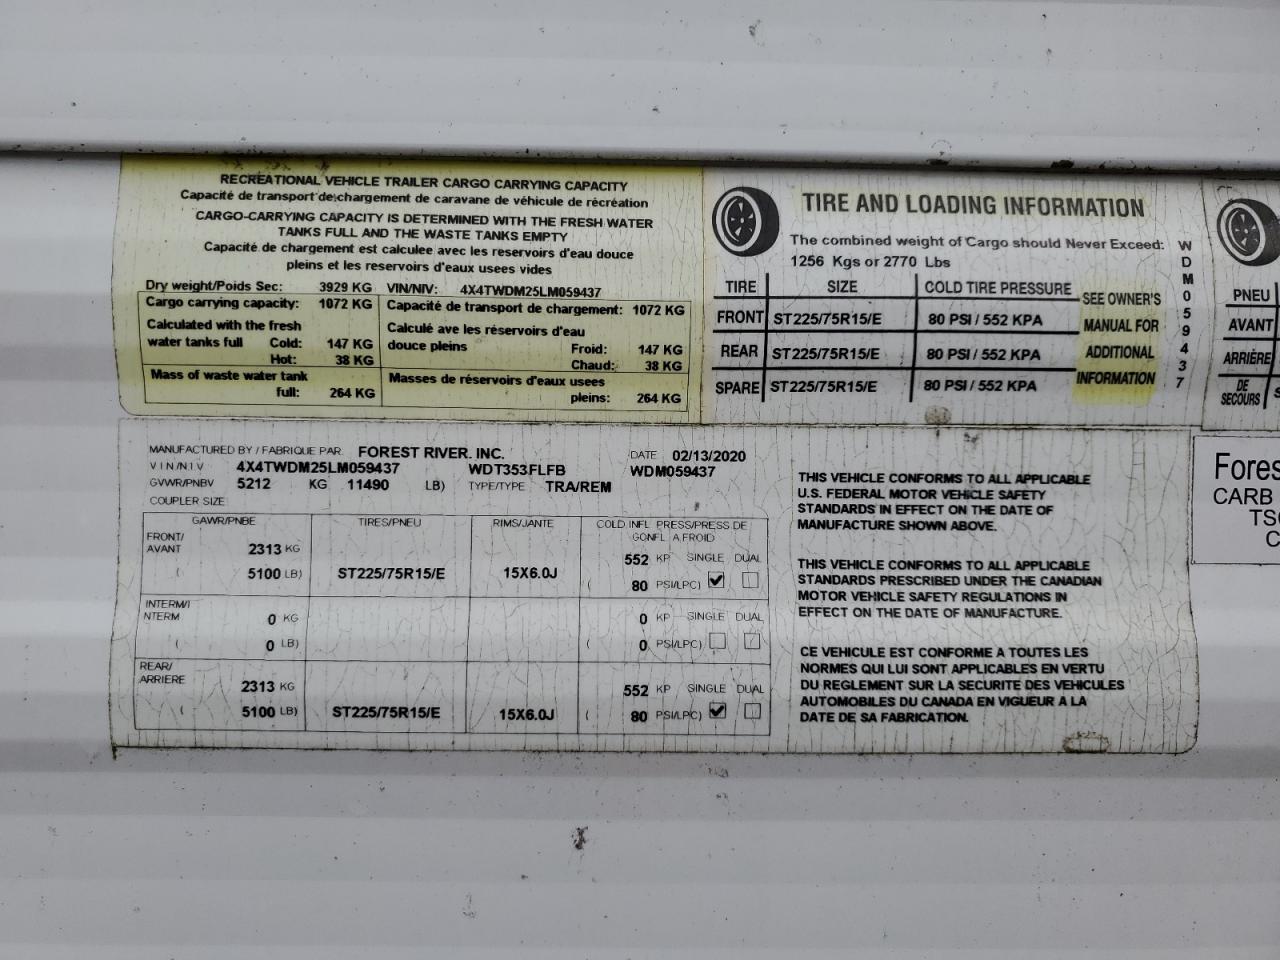 RECREATIONAL VEHICLE TRAILER CARGO CARRYING CAPACITY
Capacité de transport de chargement de caravane de véhicule de récréation
CARGO-CARRYING CAPACITY IS DETERMINED WITH THE FRESH WATER
TANKS FULL AND THE WASTE TANKS EMPTY
Capacité de chargement est calculee avec les reservoirs d'eau douce
pleins et les reservoirs d'eaux usees vides
Dry weight/Poids Sec: 3929 KG VIN/NIV: 4X4TWDM25LM059437
Cargo carrying capacity: 1072 KG Capacité de transport de chargement: 1072 KG
Calculated with the fresh Calculé ave les réservoirs d'eau
water tanks full Cold: 147 KG douce pleins Froid: 147 KG
Hot: 38 KG Chaud: 38 KG
Mass of waste water tank Masses de réservoirs d'eaux usees
full: 264 KG pleins: 264 KG
TIRE AND LOADING INFORMATION
The combined weight of Cargo should Never Exceed:
1256 Kgs or 2770 Lbs
TIRE SIZE COLD TIRE PRESSURE
FRONT ST225/75R15/E 80 PSI / 552 KPA
REAR ST225/75R15/E 80 PSI / 552 KPA
SPARE ST225/75R15/E 80 PSI / 552 KPA
SEE OWNER'S
MANUAL FOR
ADDITIONAL
INFORMATION
WDM059437
PNEU
AVANT
ARRIÈRE
DE
SECOURS
MANUFACTURED BY / FABRIQUE PAR FOREST RIVER, INC. DATE 02/13/2020
VIN/NIV 4X4TWDM25LM059437 WDT353FLFB WDM059437
GVWR/PNBV 5212 KG 11490 LB) TYPE/TYPE TRA/REM
COUPLER SIZE
GAWR/PNBE TIRES/PNEU RIMS/JANTE COLD INFL PRESS/PRESS DE
GONFL A FROID
FRONT/
AVANT 2313 KG 552 KP SINGLE DUAL
( 5100 LB) ST225/75R15/E 15X6.0J ( 80 PSI/LPC) ☑ ☐
INTERM/I
NTERM 0 KG 0 KP SINGLE DUAL
( 0 LB) ( 0 PSI/LPC) ☐ ☐
REAR/
ARRIERE 2313 KG 552 KP SINGLE DUAL
( 5100 LB) ST225/75R15/E 15X6.0J ( 80 PSI/LPC) ☑ ☐
THIS VEHICLE CONFORMS TO ALL APPLICABLE
U.S. FEDERAL MOTOR VEHICLE SAFETY
STANDARDS IN EFFECT ON THE DATE OF
MANUFACTURE SHOWN ABOVE.
THIS VEHICLE CONFORMS TO ALL APPLICABLE
STANDARDS PRESCRIBED UNDER THE CANADIAN
MOTOR VEHICLE SAFETY REGULATIONS IN
EFFECT ON THE DATE OF MANUFACTURE.
CE VEHICULE EST CONFORME A TOUTES LES
NORMES QUI LUI SONT APPLICABLES EN VERTU
DU REGLEMENT SUR LA SECURITE DES VEHICULES
AUTOMOBILES DU CANADA EN VIGUEUR A LA
DATE DE SA FABRICATION.
Fores
CARB
TSC
C